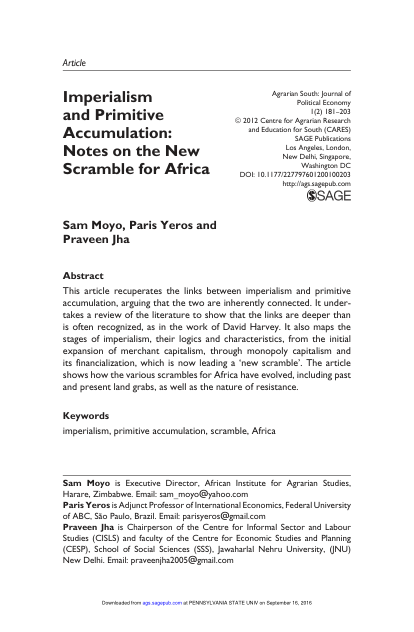 Article
Imperialism
and Primitive
Accumulation:
Notes on the New
Scramble for Africa
Agrarian South: Journal of
Political Economy
1(2) 181–203
© 2012 Centre for Agrarian Research
and Education for South (CARES)
SAGE Publications
Los Angeles, London,
New Delhi, Singapore,
Washington DC
DOI: 10.1177/227797601200100203
http://ags.sagepub.com
SAGE
Sam Moyo, Paris Yeros and
Praveen Jha
Abstract
This article recuperates the links between imperialism and primitive
accumulation, arguing that the two are inherently connected. It under-
takes a review of the literature to show that the links are deeper than
is often recognized, as in the work of David Harvey. It also maps the
stages of imperialism, their logics and characteristics, from the initial
expansion of merchant capitalism, through monopoly capitalism and
its financialization, which is now leading a ‘new scramble’. The article
shows how the various scrambles for Africa have evolved, including past
and present land grabs, as well as the nature of resistance.
Keywords
imperialism, primitive accumulation, scramble, Africa
Sam Moyo is Executive Director, African Institute for Agrarian Studies,
Harare, Zimbabwe. Email: sam_moyo@yahoo.com
Paris Yeros is Adjunct Professor of International Economics, Federal University
of ABC, São Paulo, Brazil. Email: parisyeros@gmail.com
Praveen Jha is Chairperson of the Centre for Informal Sector and Labour
Studies (CISLS) and faculty of the Centre for Economic Studies and Planning
(CESP), School of Social Sciences (SSS), Jawaharlal Nehru University, (JNU)
New Delhi. Email: praveenjha2005@gmail.com
Downloaded from ags.sagepub.com at PENNSYLVANIA STATE UNIV on September 16, 2016